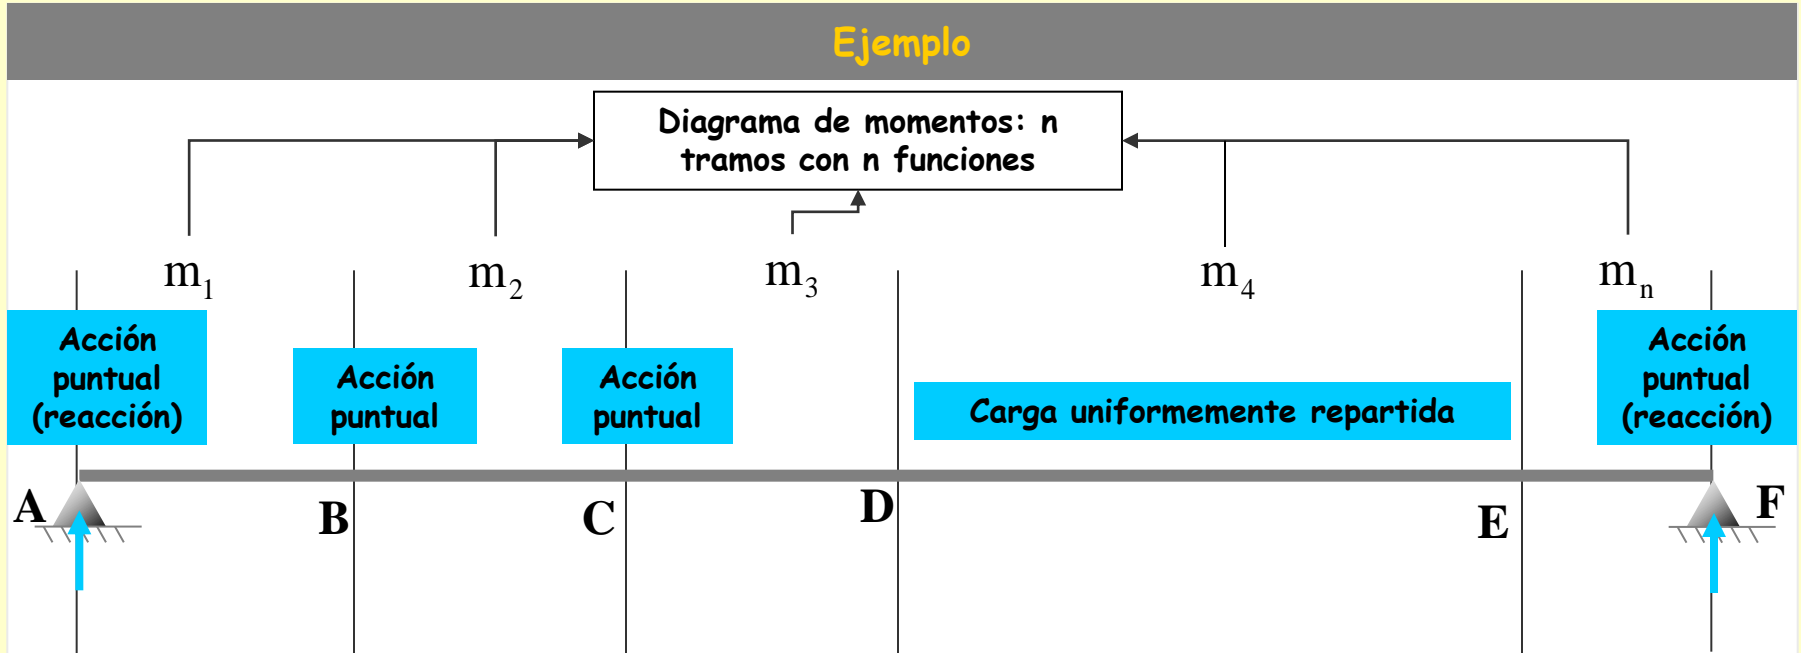 Ejemplo
Diagrama de momentos: n
tramos con n funciones
m1
m2
m3
m4
mn
Acción
puntual
(reacción)
Acción
puntual
Acción
puntual
Carga uniformemente repartida
Acción
puntual
(reacción)
A
B
C
D
E
F